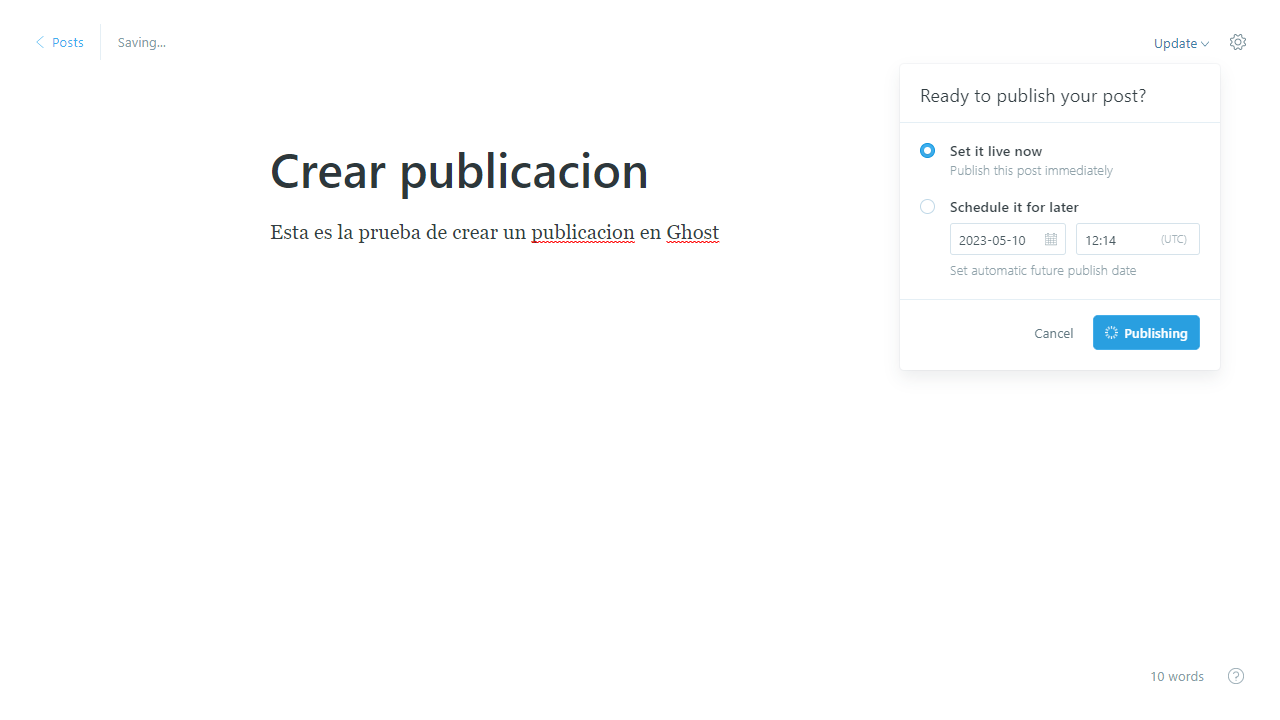 Posts
Saving...
Update
Ready to publish your post?
Crear publicacion
Set it live now
Publish this post immediately
Schedule it for later
Esta es la prueba de crear un publicacion en Ghost
2023-05-10
12:14 (UTC)
Set automatic future publish date
Cancel
Publishing
10 words
?